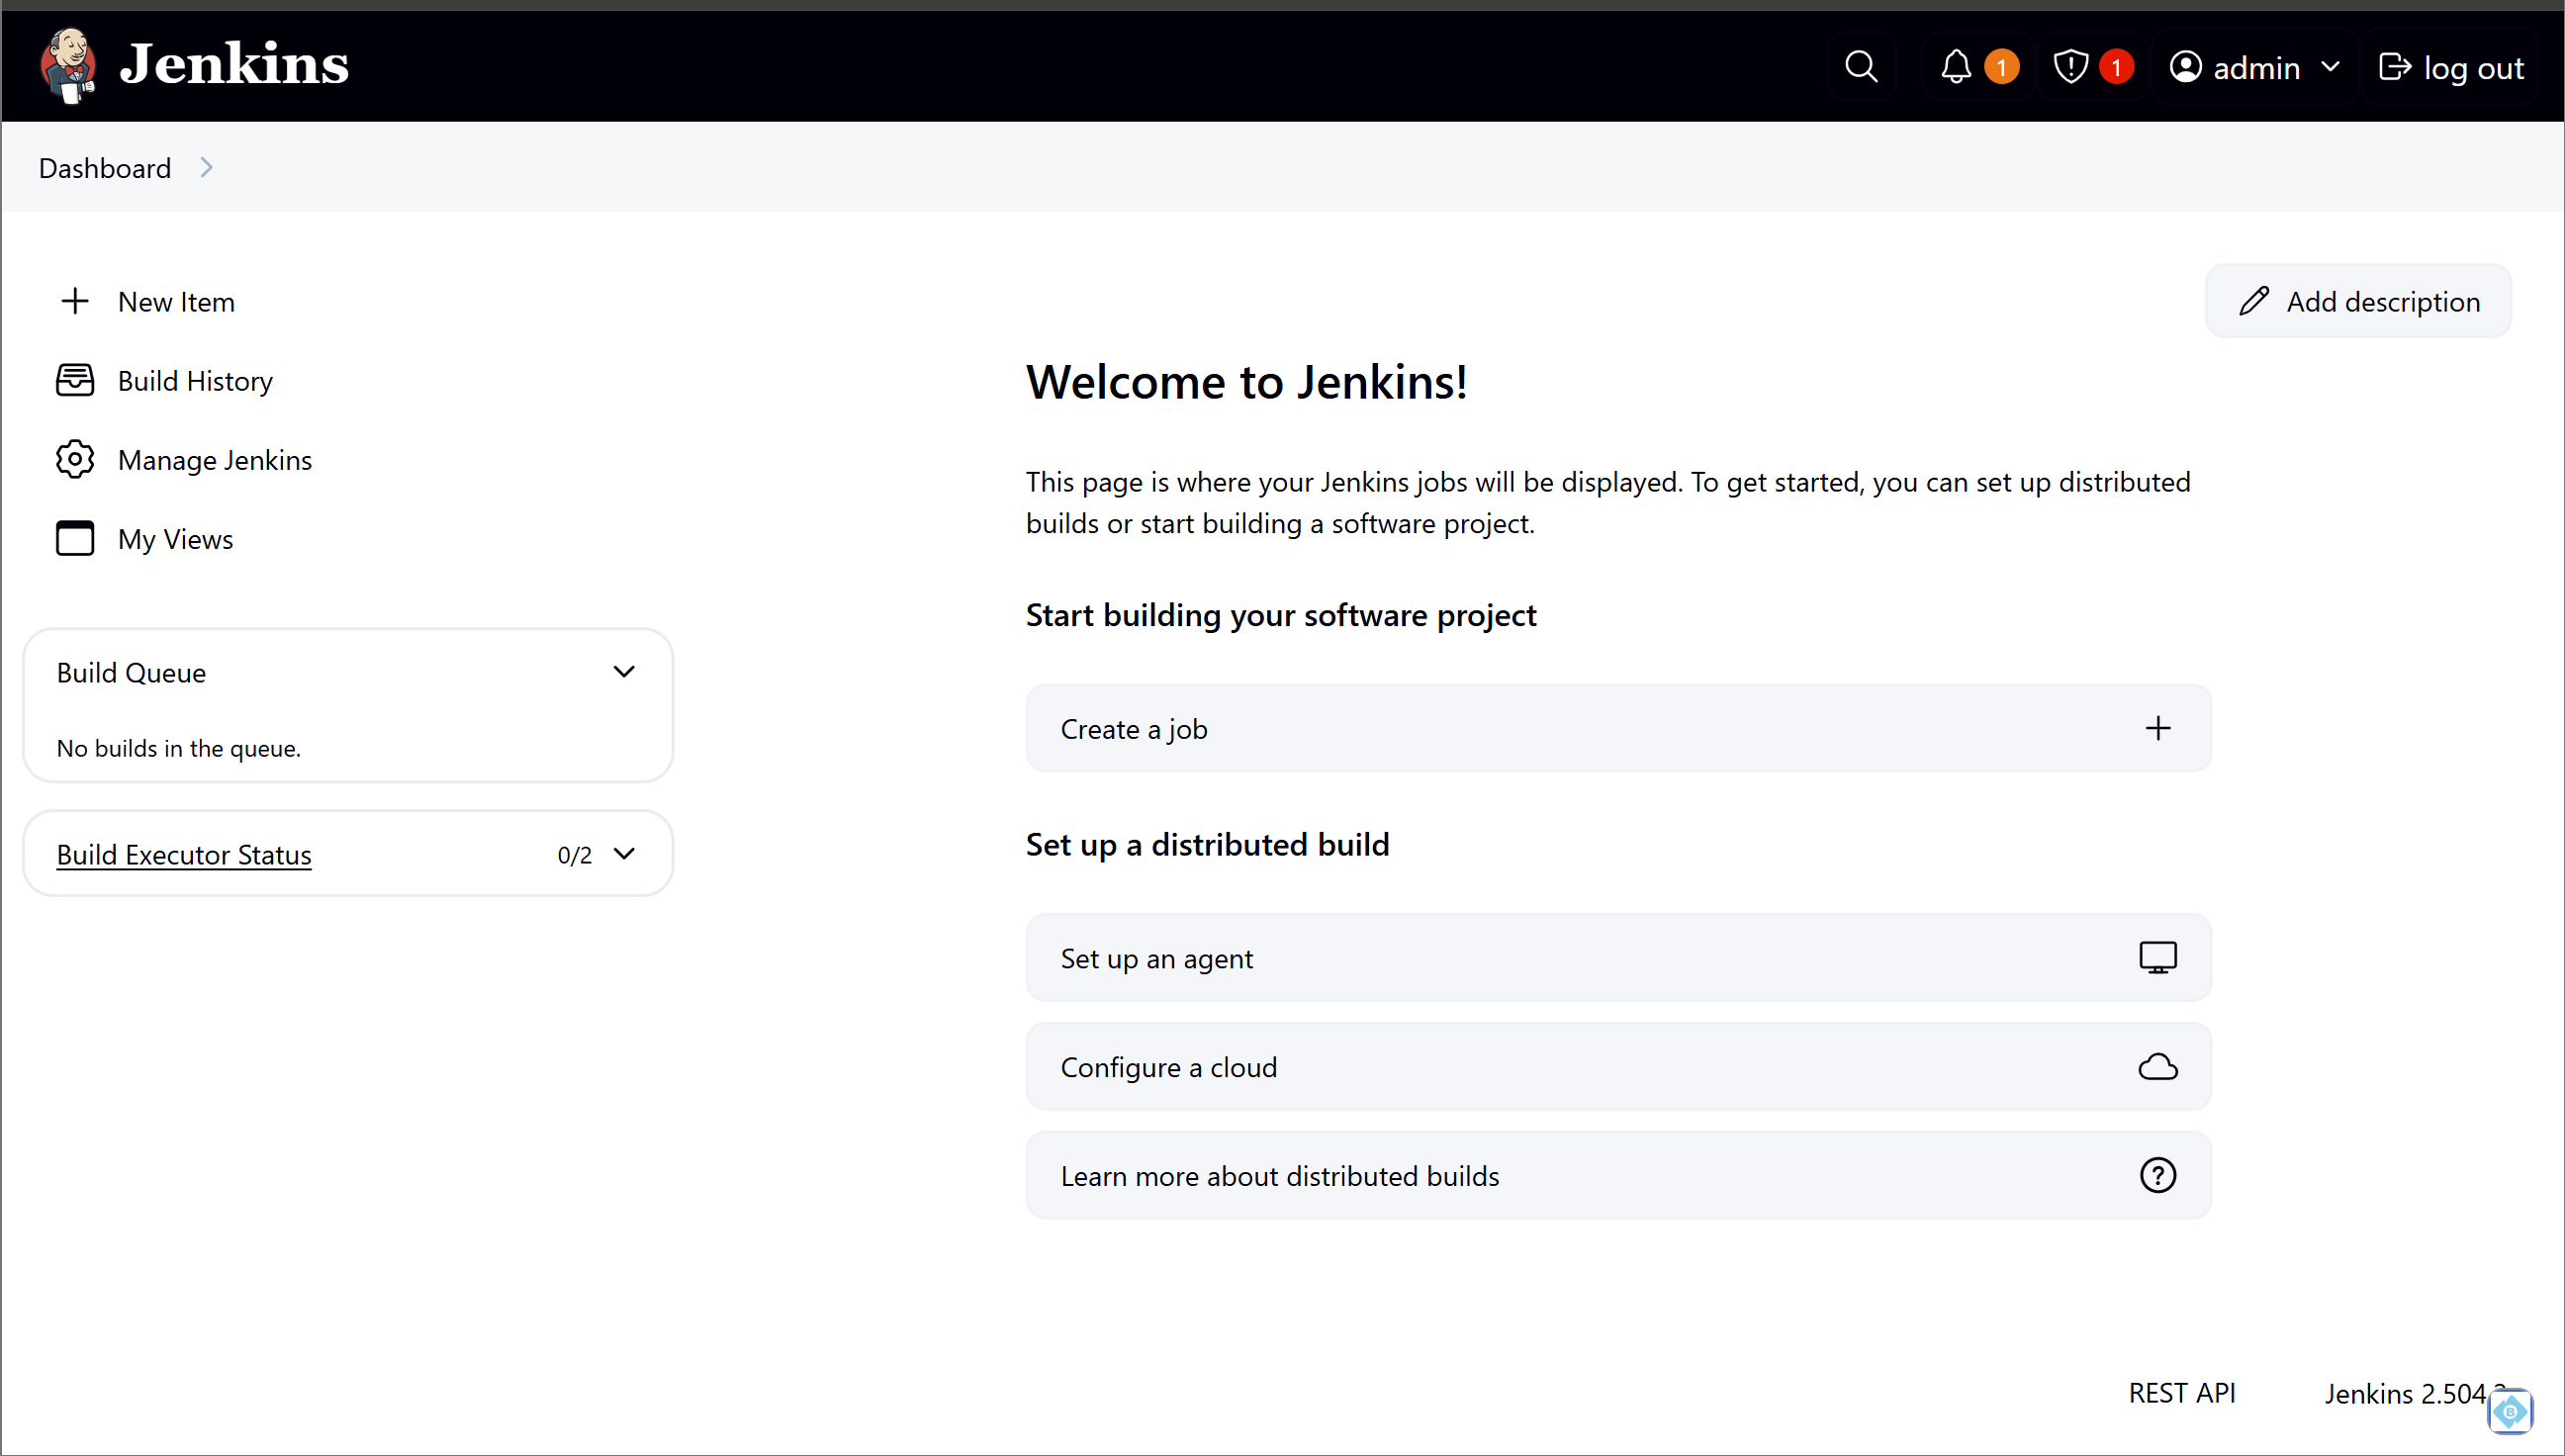 Jenkins
1
1
admin
log out
Dashboard
New Item
Build History
Manage Jenkins
My Views
Build Queue
No builds in the queue.
Build Executor Status
0/2
Add description
Welcome to Jenkins!
This page is where your Jenkins jobs will be displayed. To get started, you can set up distributed
builds or start building a software project.
Start building your software project
Create a job
Set up a distributed build
Set up an agent
Configure a cloud
Learn more about distributed builds
REST API
Jenkins 2.504